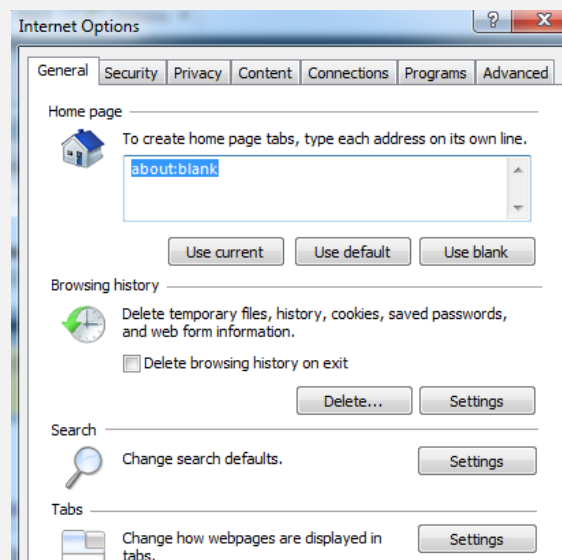 Internet Options
General Security Privacy Content Connections Programs Advanced
Home page
To create home page tabs, type each address on its own line.
about:blank
Use current Use default Use blank
Browsing history
Delete temporary files, history, cookies, saved passwords,
and web form information.
Delete browsing history on exit
Delete... Settings
Search
Change search defaults. Settings
Tabs
Change how webpages are displayed in Settings
tabs.